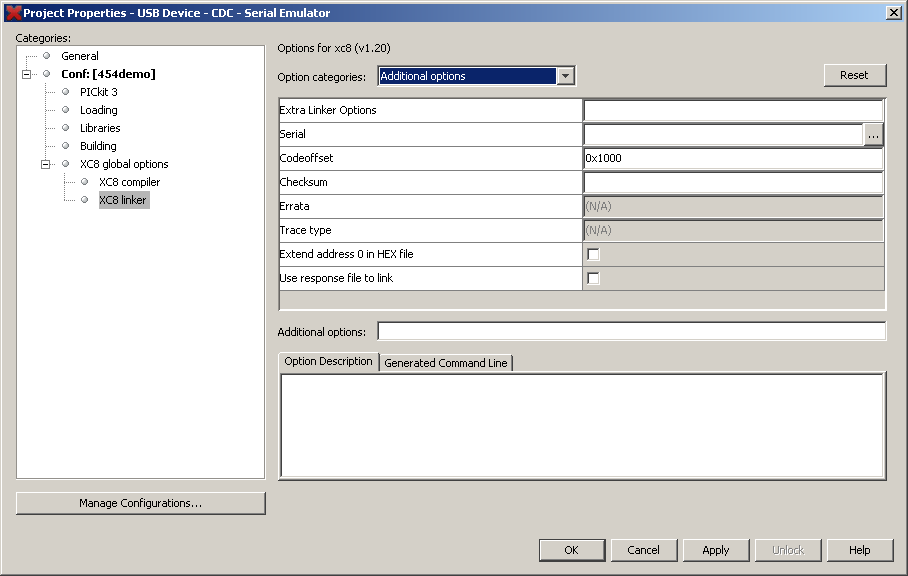 Project Properties - USB Device - CDC - Serial Emulator
Categories:
General
Conf: [454demo]
PICkit 3
Loading
Libraries
Building
XC8 global options
XC8 compiler
XC8 linker
Manage Configurations...
Options for xc8 (v1.20)
Option categories: Additional options
Reset
Extra Linker Options
Serial ...
Codeoffset 0x1000
Checksum
Errata (N/A)
Trace type (N/A)
Extend address 0 in HEX file
Use response file to link
Additional options:
Option Description Generated Command Line
OK Cancel Apply Unlock Help